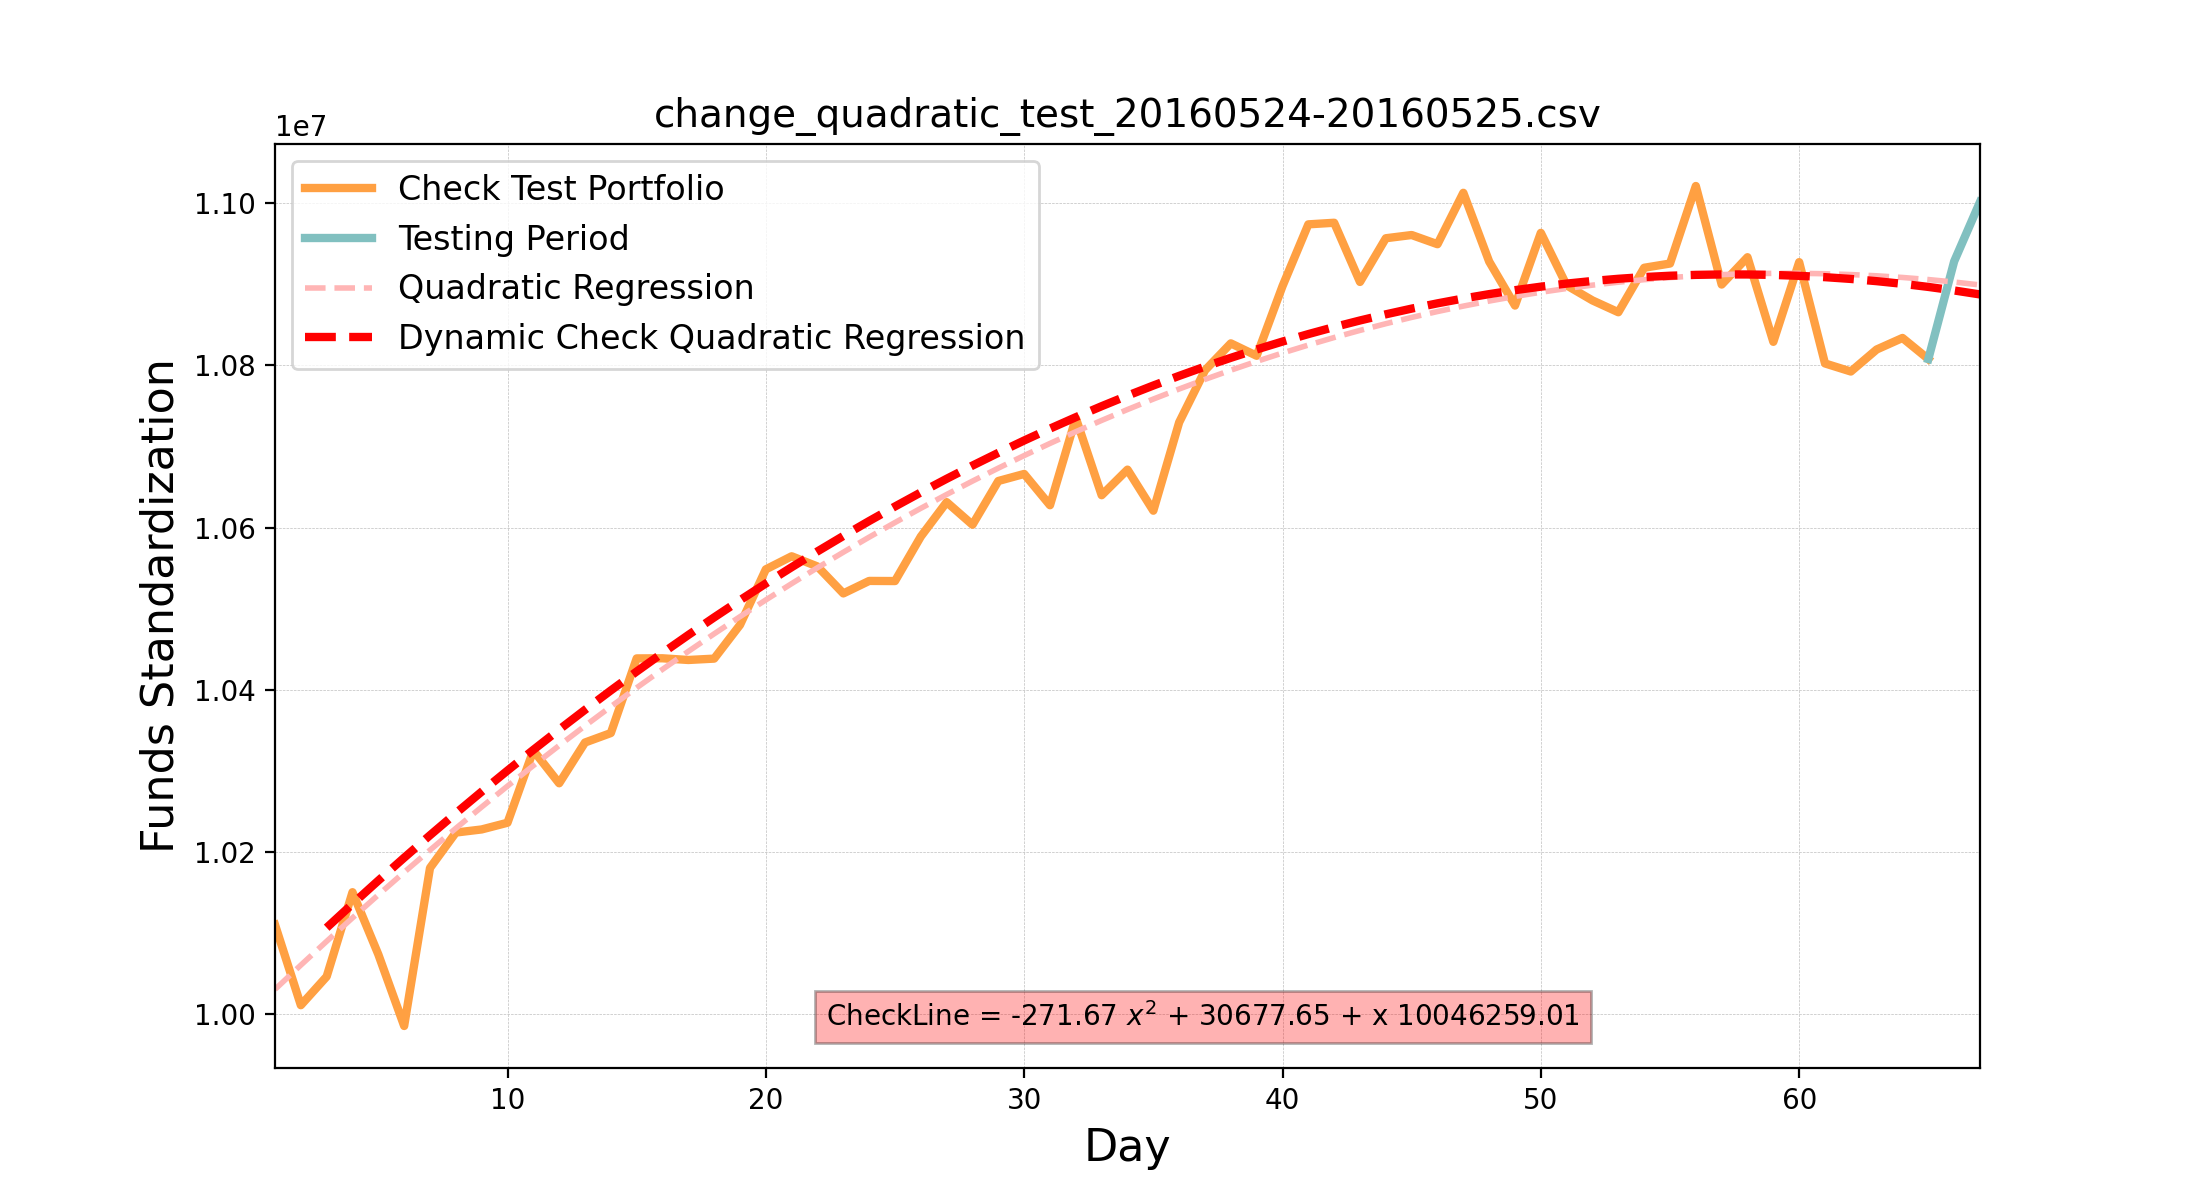 change_quadratic_test_20160524-20160525.csv
1e7
Check Test Portfolio
Testing Period
Quadratic Regression
Dynamic Check Quadratic Regression
1.10
1.08
1.06
1.04
1.02
1.00
Funds Standardization
CheckLine = -271.67 x² + 30677.65 + x 10046259.01
10 20 30 40 50 60
Day